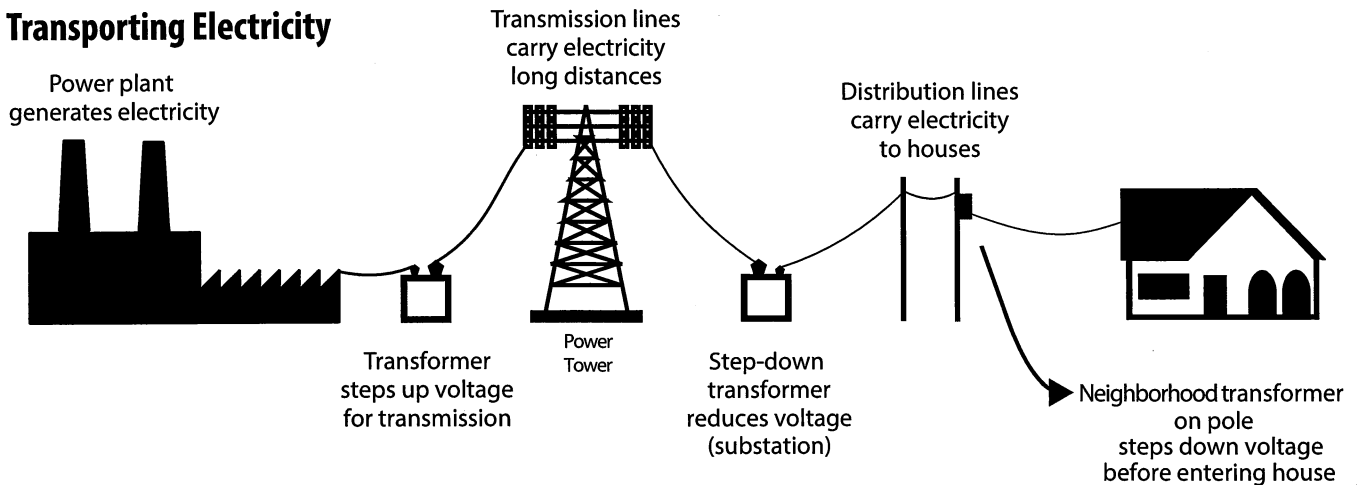 Transporting Electricity
Power plant
generates electricity
Transmission lines
carry electricity
long distances
Distribution lines
carry electricity
to houses
Transformer
steps up voltage
for transmission
Power
Tower
Step-down
transformer
reduces voltage
(substation)
Neighborhood transformer
on pole
steps down voltage
before entering house